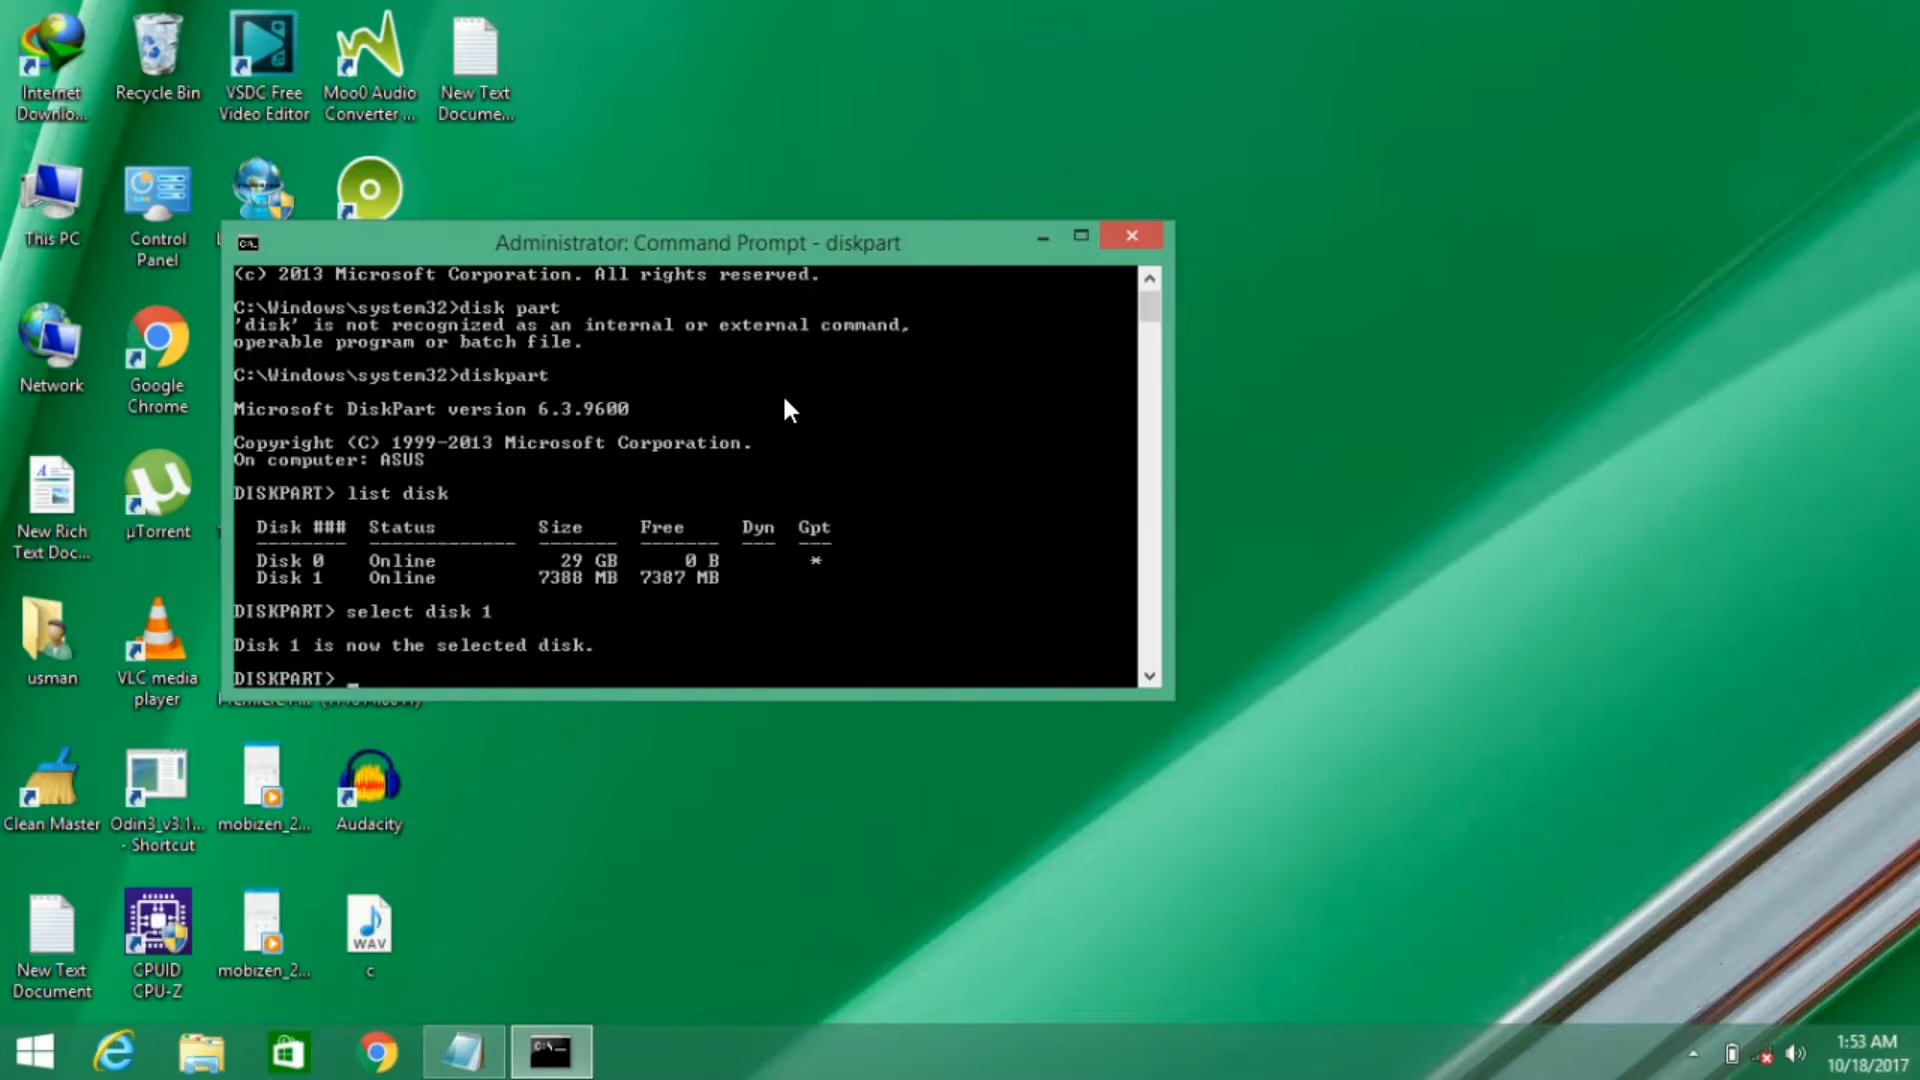 Internet
Downlo...
Recycle Bin
VSDC Free
Video Editor
Moo0 Audio
Converter ...
New Text
Docume...
This PC
Control
Panel
Network
Google
Chrome
New Rich
Text Doc...
µTorrent
usman
VLC media
player
Clean Master
Odin3_v3.1...
- Shortcut
mobizen_2...
Audacity
New Text
Document
CPUID
CPU-Z
mobizen_2...
WAV
c
Administrator: Command Prompt - diskpart
(c) 2013 Microsoft Corporation. All rights reserved.
C:\Windows\system32>disk part
'disk' is not recognized as an internal or external command,
operable program or batch file.
C:\Windows\system32>diskpart
Microsoft DiskPart version 6.3.9600
Copyright (C) 1999-2013 Microsoft Corporation.
On computer: ASUS
DISKPART> list disk
Disk ### Status Size Free Dyn Gpt
-------- ------------- ------- ------- --- ---
Disk 0 Online 29 GB 0 B *
Disk 1 Online 7388 MB 7387 MB
DISKPART> select disk 1
Disk 1 is now the selected disk.
DISKPART> _
1:53 AM
10/18/2017